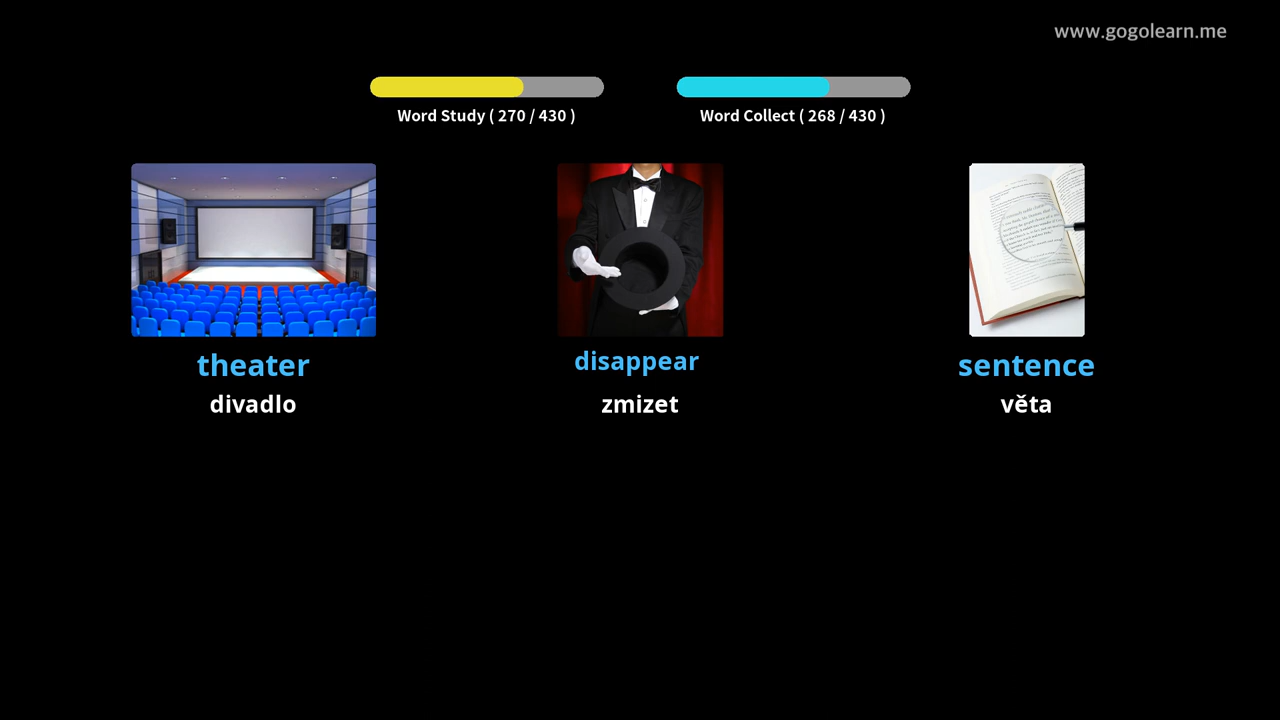 www.gogolearn.me
Word Study ( 270 / 430 )
Word Collect ( 268 / 430 )
theater
disappear
sentence
divadlo
zmizet
věta